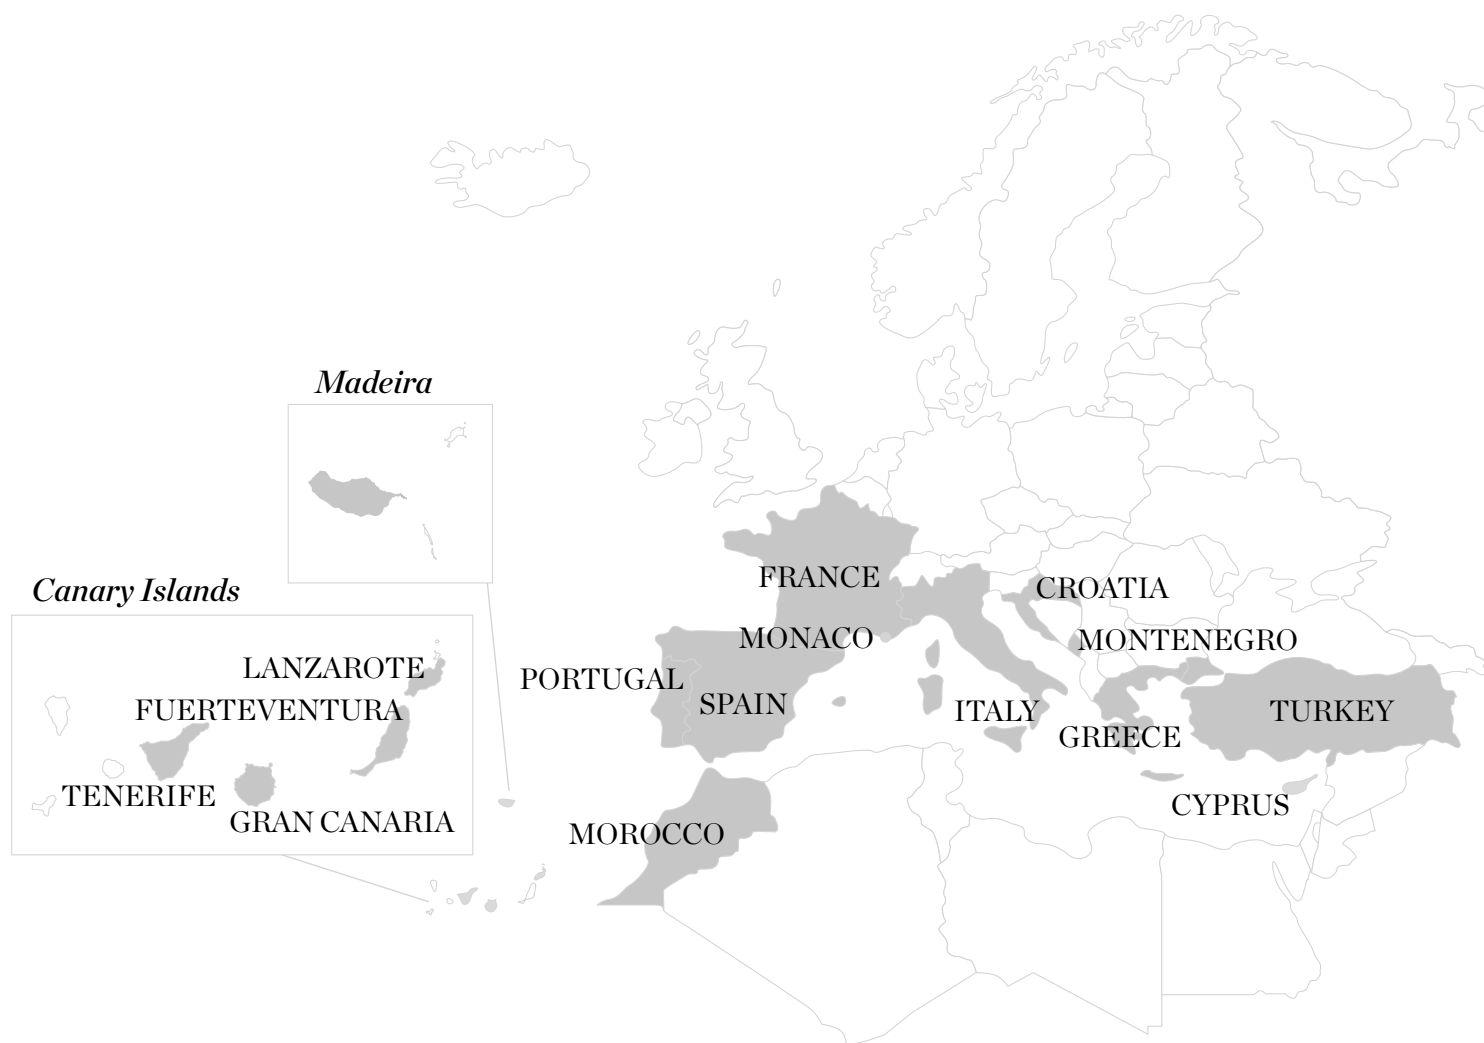 Madeira
Canary Islands
LANZAROTE
FUERTEVENTURA
TENERIFE
GRAN CANARIA
FRANCE
CROATIA
MONACO
MONTENEGRO
PORTUGAL
SPAIN
ITALY
TURKEY
GREECE
CYPRUS
MOROCCO